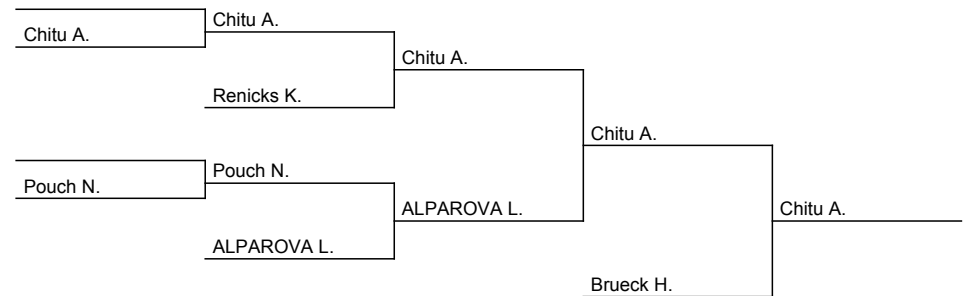 Chitu A.
Chitu A.
Renicks K.
Chitu A.
Pouch N.
Pouch N.
ALPAROVA L.
ALPAROVA L.
Chitu A.
Brueck H.
Chitu A.